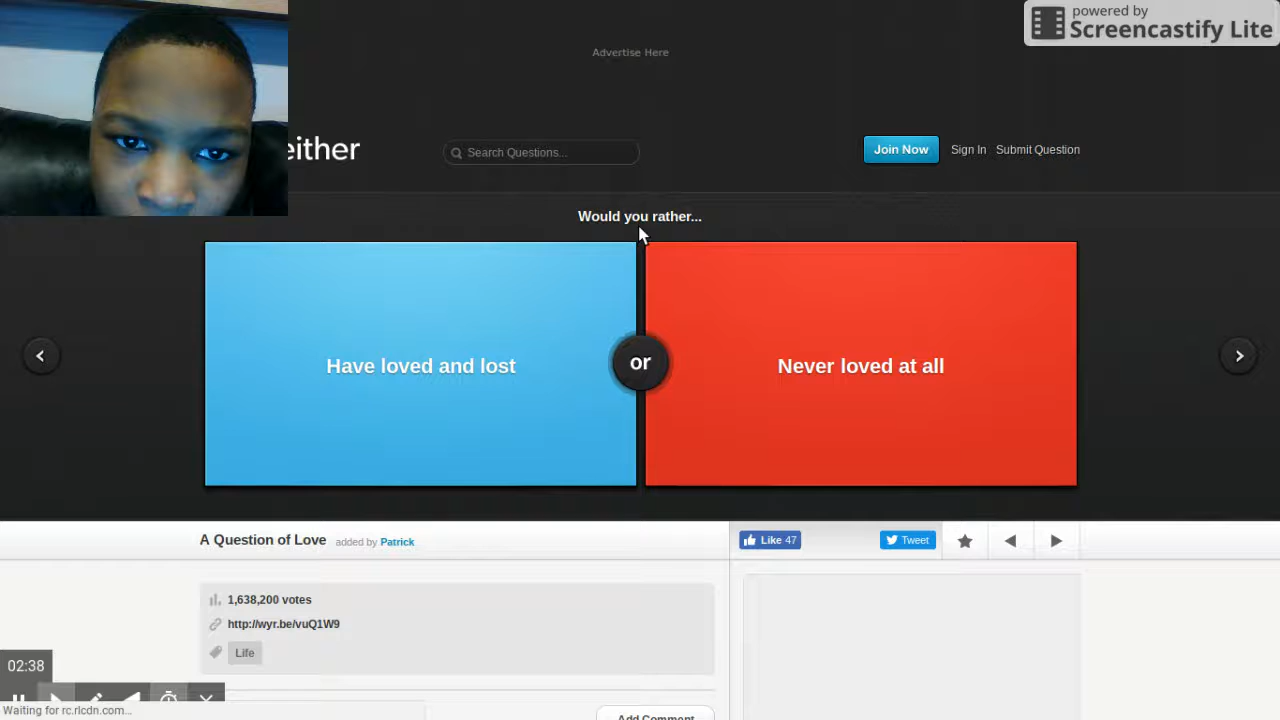 powered by
Screencastify Lite
Advertise Here
either
Search Questions...
Join Now
Sign In
Submit Question
Would you rather...
Have loved and lost
or
Never loved at all
A Question of Love
added by Patrick
Like 47
Tweet
1,638,200 votes
http://wyr.be/vuQ1W9
Life
02:38
Waiting for rc.rlcdn.com...
Add Comment